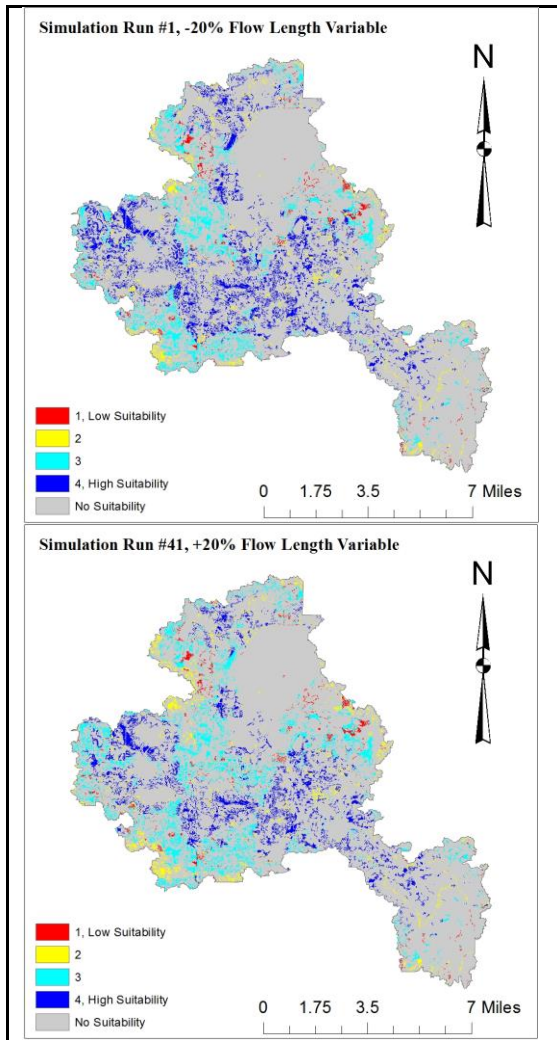 Simulation Run #1, -20% Flow Length Variable
N
1, Low Suitability
2
3
4, High Suitability
No Suitability
0 1.75 3.5 7 Miles
Simulation Run #41, +20% Flow Length Variable
N
1, Low Suitability
2
3
4, High Suitability
No Suitability
0 1.75 3.5 7 Miles